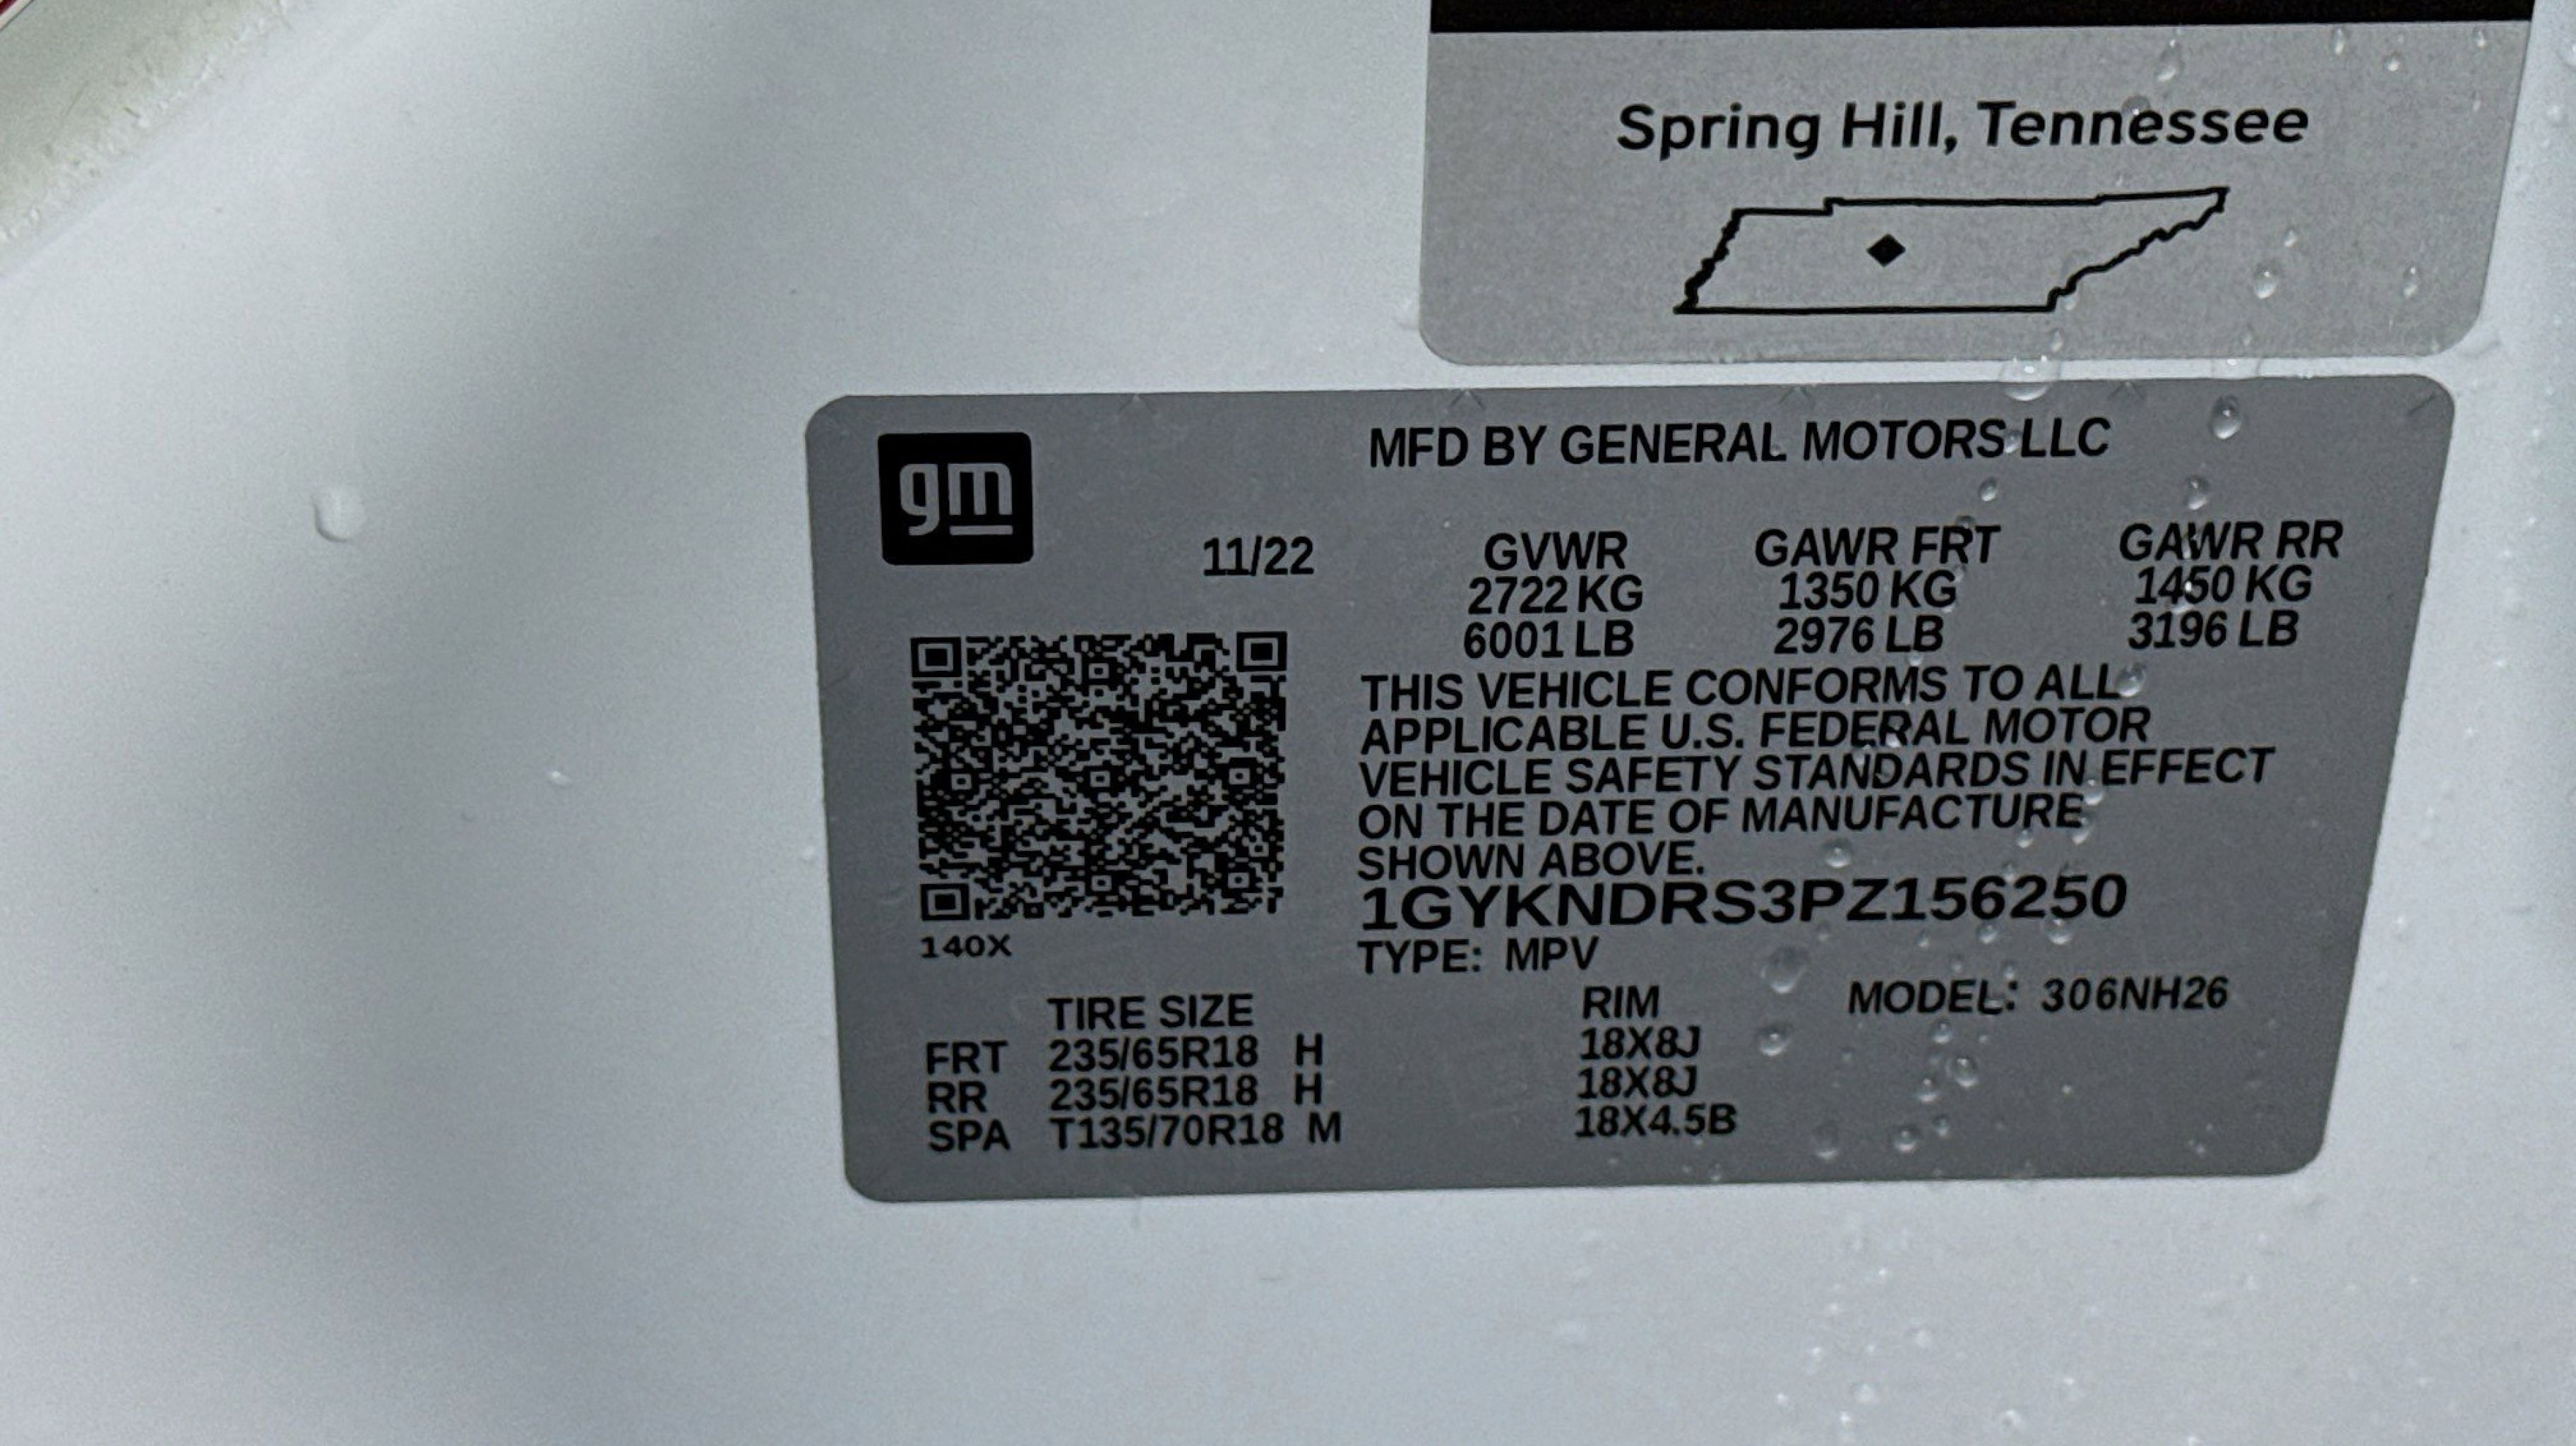 Spring Hill, Tennessee
gm
MFD BY GENERAL MOTORS LLC
11/22 GVWR GAWR FRT GAWR RR
2722 KG 1350 KG 1450 KG
6001 LB 2976 LB 3196 LB
THIS VEHICLE CONFORMS TO ALL
APPLICABLE U.S. FEDERAL MOTOR
VEHICLE SAFETY STANDARDS IN EFFECT
ON THE DATE OF MANUFACTURE
SHOWN ABOVE.
1GYKNDRS3PZ156250
140X
TYPE: MPV
TIRE SIZE RIM MODEL: 306NH26
FRT 235/65R18 H 18X8J
RR 235/65R18 H 18X8J
SPA T135/70R18 M 18X4.5B